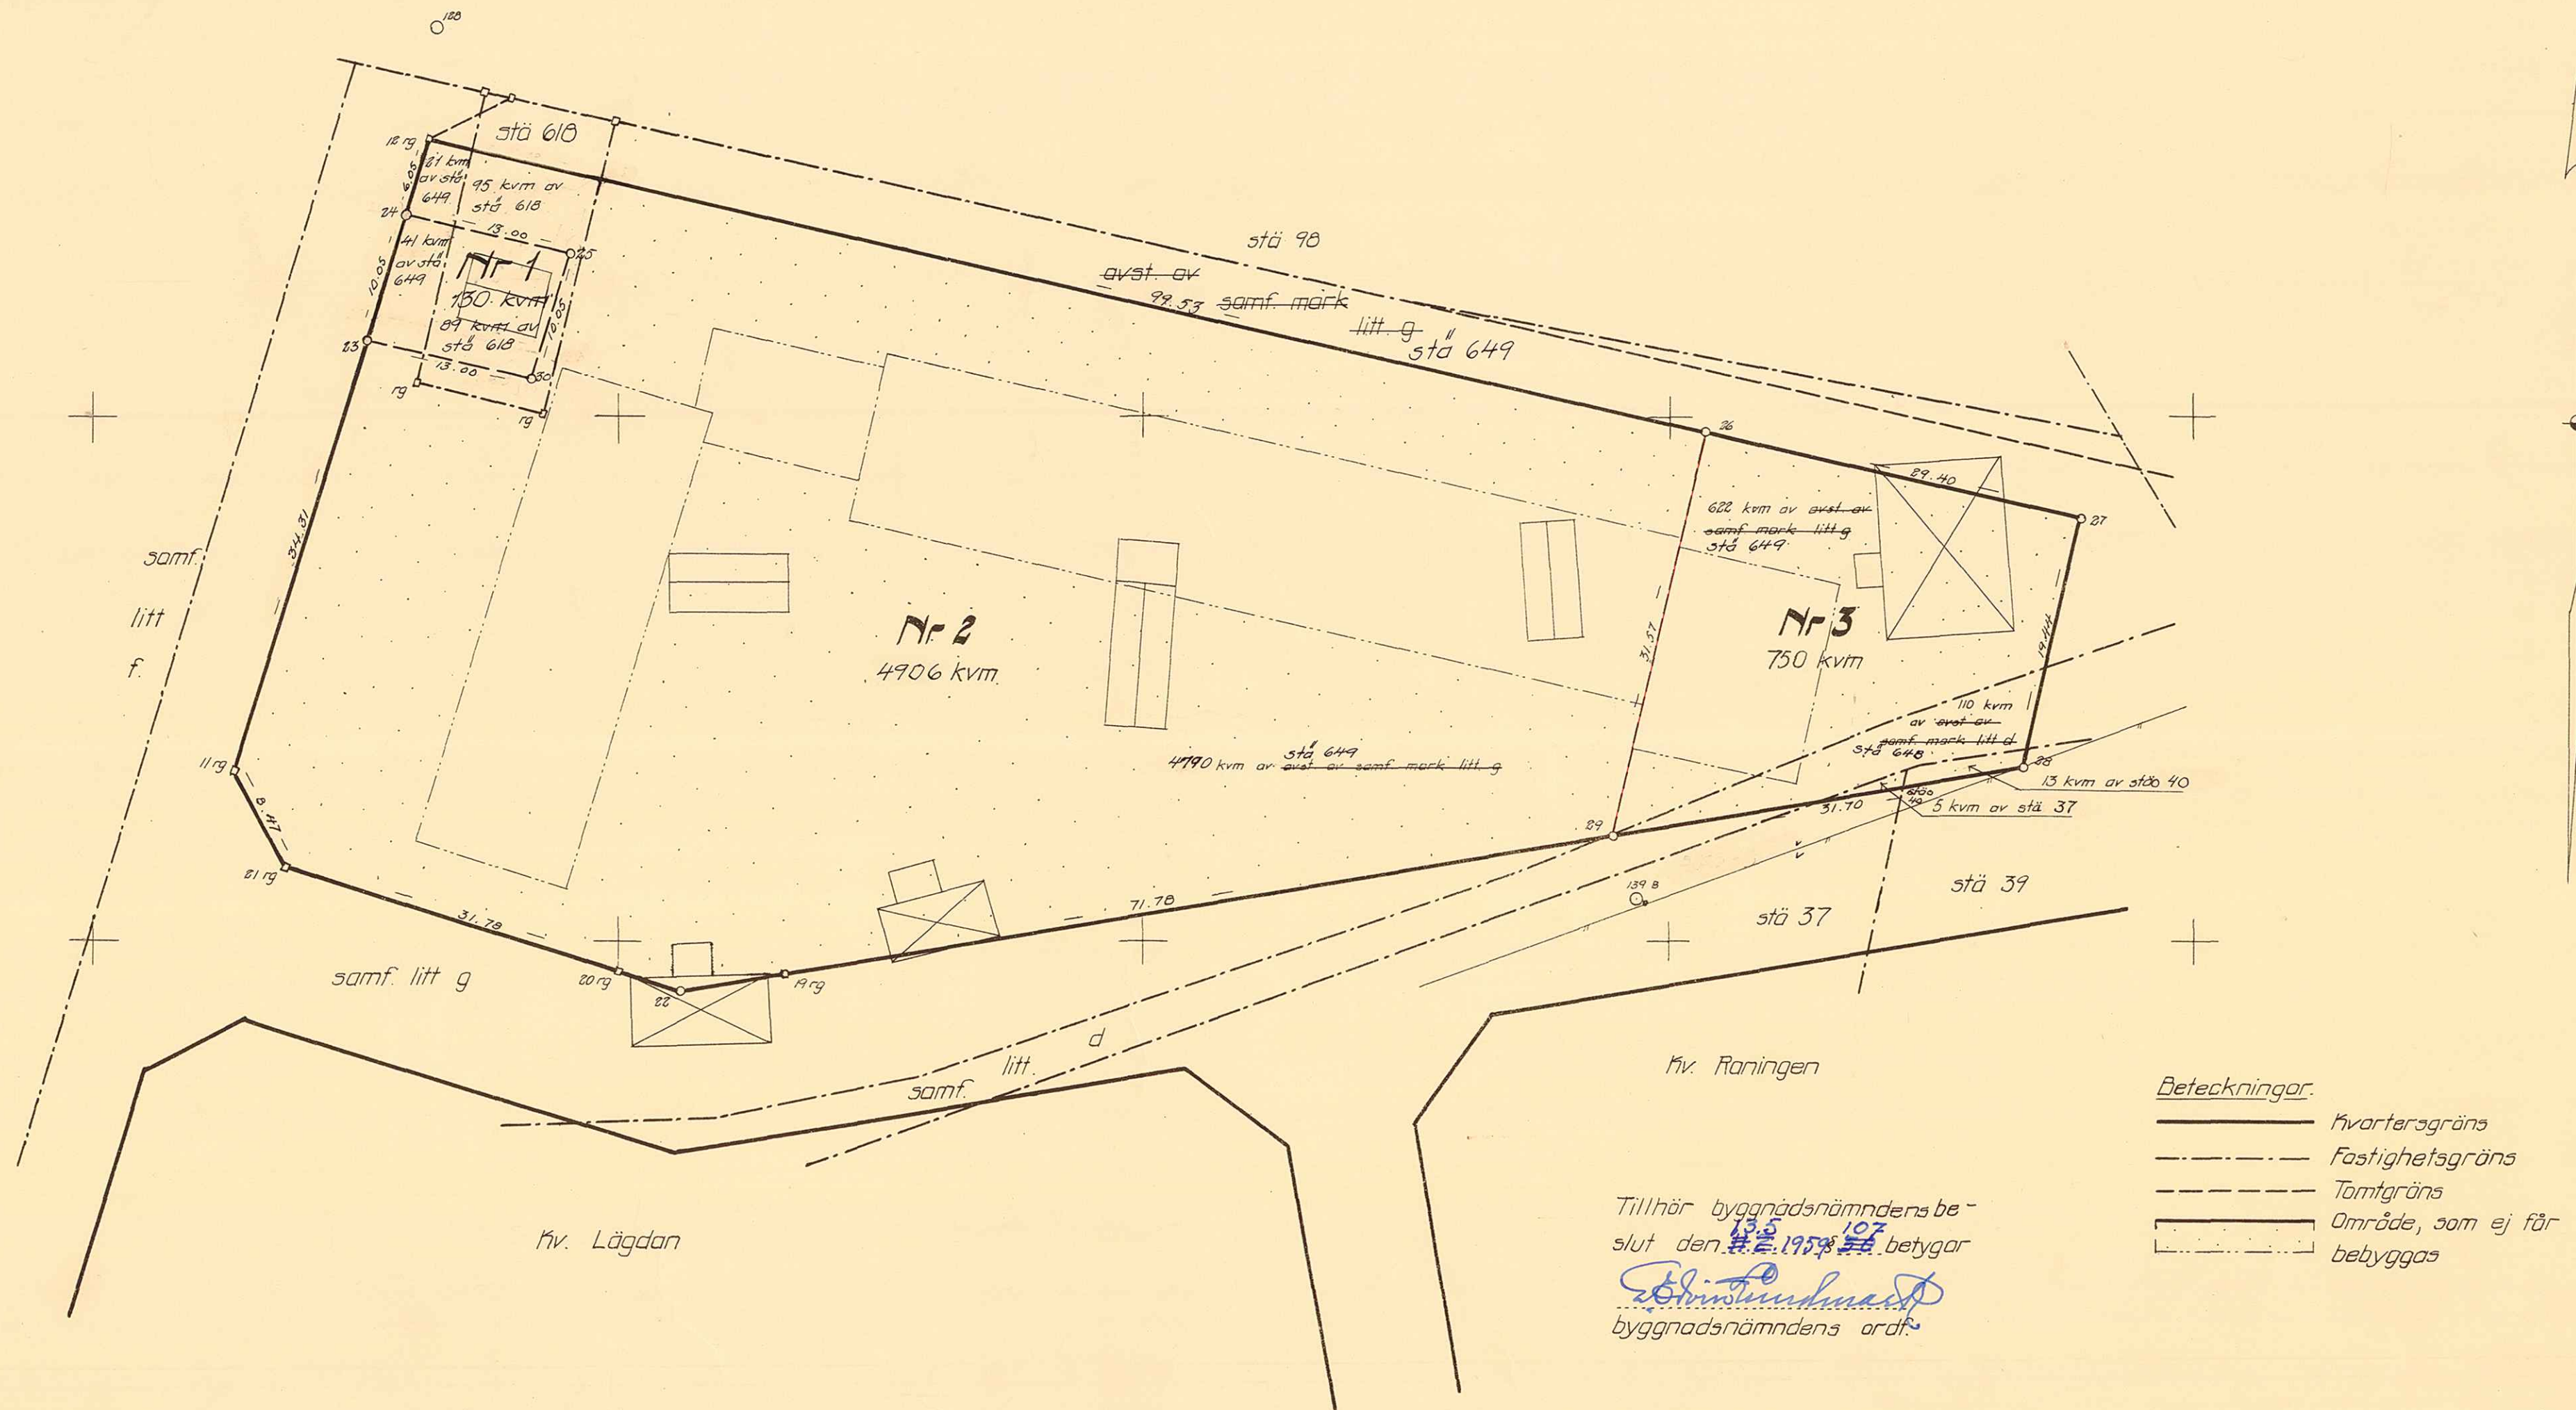 128
stä 618
12 rg
6.05
21 kvm
av stä
649
95 kvm av
stä 618
24
13.00
25
41 kvm
av stä
649
10.05
Nr 1
130 kvm
89 kvm av
stä 618
10.05
23
13.00
30
rg
rg
stä 98
avst. av
99.53 samf. mark
litt. g
stä 649
26
29.40
27
622 kvm av avst. av
samf mark litt g
stä 649
34.31
samf.
litt
f.
Nr 2
4906 kvm
31.57
Nr 3
750 kvm
19.44
110 kvm
av avst av
samf. mark litt d
stä 648
stä 649
4790 kvm av avst. av samf mark litt g
11 rg
8.47
28
13 kvm av stäo 40
stäo
40
5 kvm av stä 37
31.70
29
21 rg
31.78
71.78
139 B
stä 39
stä 37
samf. litt g
20 rg
22
19 rg
d
litt.
samf.
Kv. Raningen
Kv. Lägdan
Beteckningar.
Kvartersgräns
Fastighetsgräns
Tomtgräns
Område, som ej får
bebyggas
Tillhör byggnadsnämndens be-
13.5 107
slut den 1959 § betygar
byggnadsnämndens ordf.